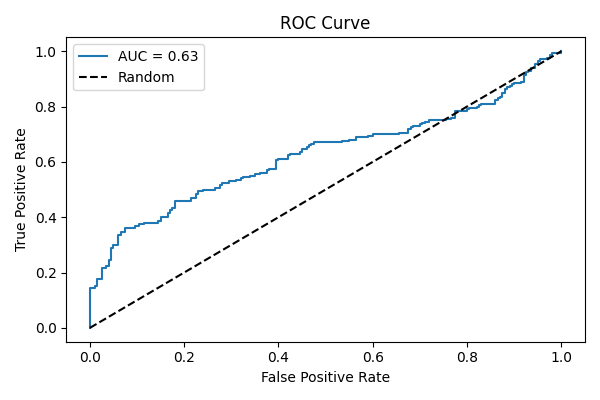 ROC Curve
AUC = 0.63
Random
True Positive Rate
1.0
0.8
0.6
0.4
0.2
0.0
0.0 0.2 0.4 0.6 0.8 1.0
False Positive Rate